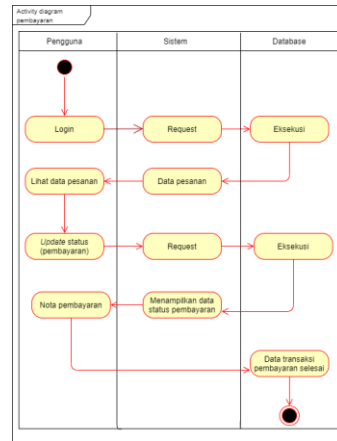 Activity diagram
pembayaran
Pengguna
Sistem
Database
Login
Request
Eksekusi
Lihat data pesanan
Data pesanan
Update status
(pembayaran)
Request
Eksekusi
Nota pembayaran
Menampilkan data
status pembayaran
Data transaksi
pembayaran selesai